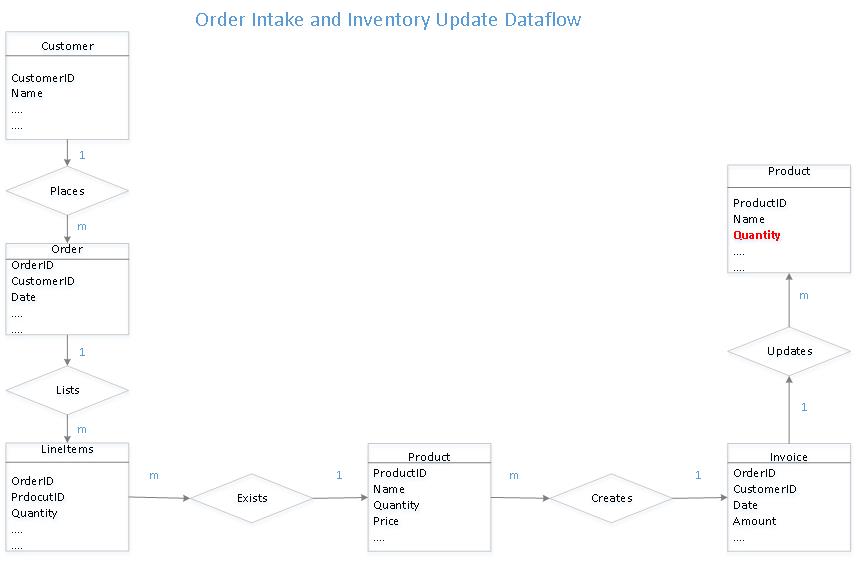 Order Intake and Inventory Update Dataflow
Customer
CustomerID
Name
....
....
1
Places
m
Order
OrderID
CustomerID
Date
....
....
1
Lists
m
LineItems
OrderID
PrdocutID
Quantity
....
....
m
Exists
1
Product
ProductID
Name
Quantity
Price
....
m
Creates
1
Invoice
OrderID
CustomerID
Date
Amount
....
1
Updates
m
Product
ProductID
Name
Quantity
....
....